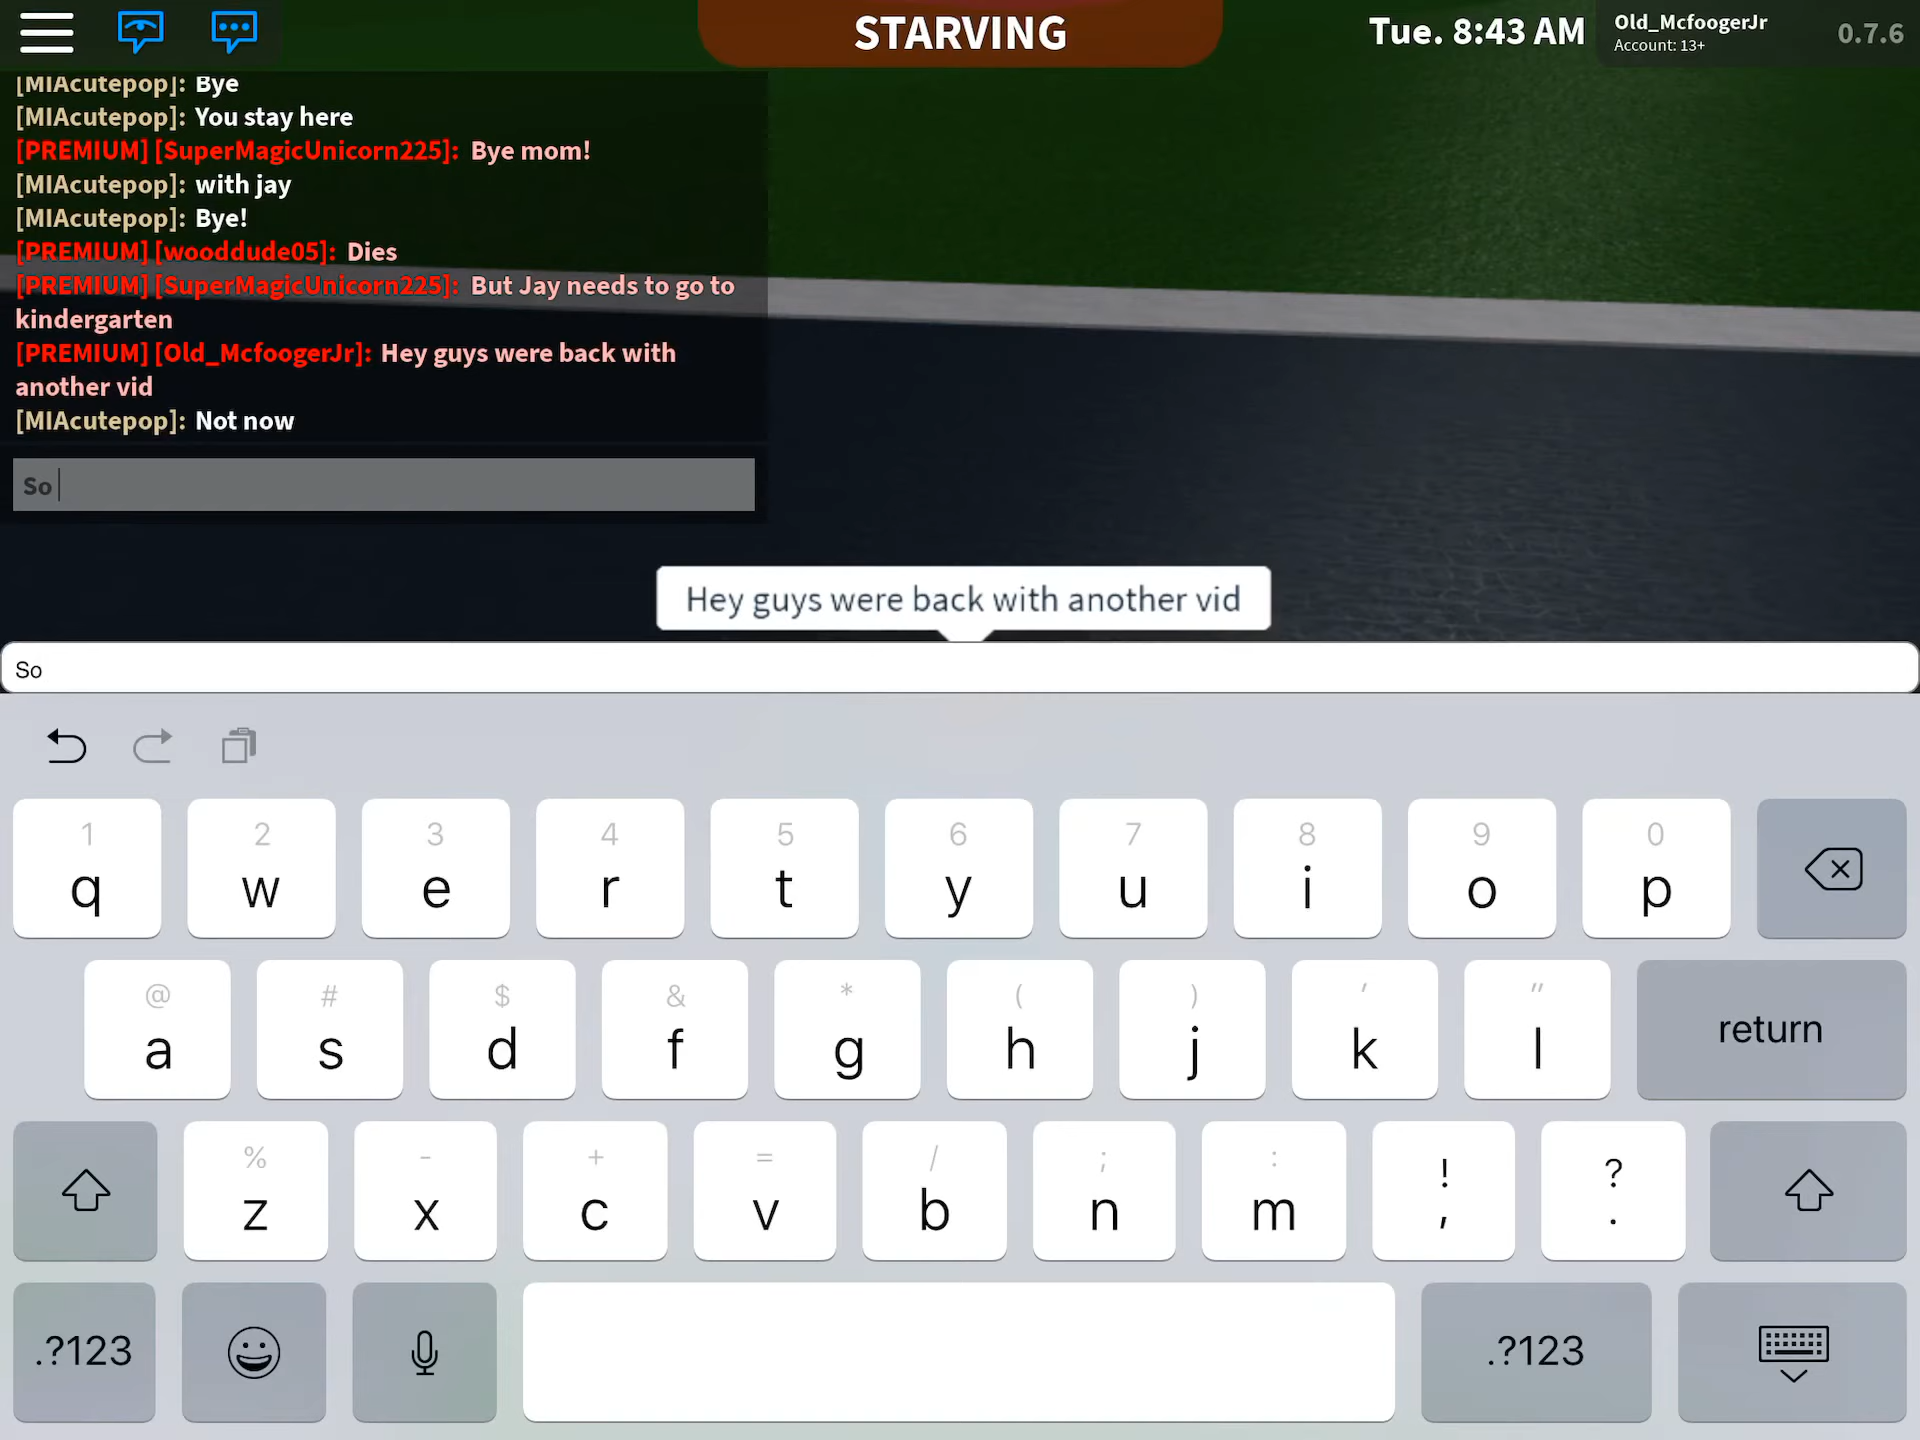 STARVING
Tue. 8:43 AM
Old_McfoogerJr
Account: 13+
0.7.6
[MIAcutepop]: Bye
[MIAcutepop]: You stay here
[PREMIUM] [SuperMagicUnicorn225]: Bye mom!
[MIAcutepop]: with jay
[MIAcutepop]: Bye!
[PREMIUM] [wooddude05]: Dies
[PREMIUM] [SuperMagicUnicorn225]: But Jay needs to go to
kindergarten
[PREMIUM] [Old_McfoogerJr]: Hey guys were back with
another vid
[MIAcutepop]: Not now
So
Hey guys were back with another vid
So
1 2 3 4 5 6 7 8 9 0
q w e r t y u i o p
@ # $ & * ( ) ' "
a s d f g h j k l return
% - + = / ; : ! ?
z x c v b n m , .
.?123 .?123